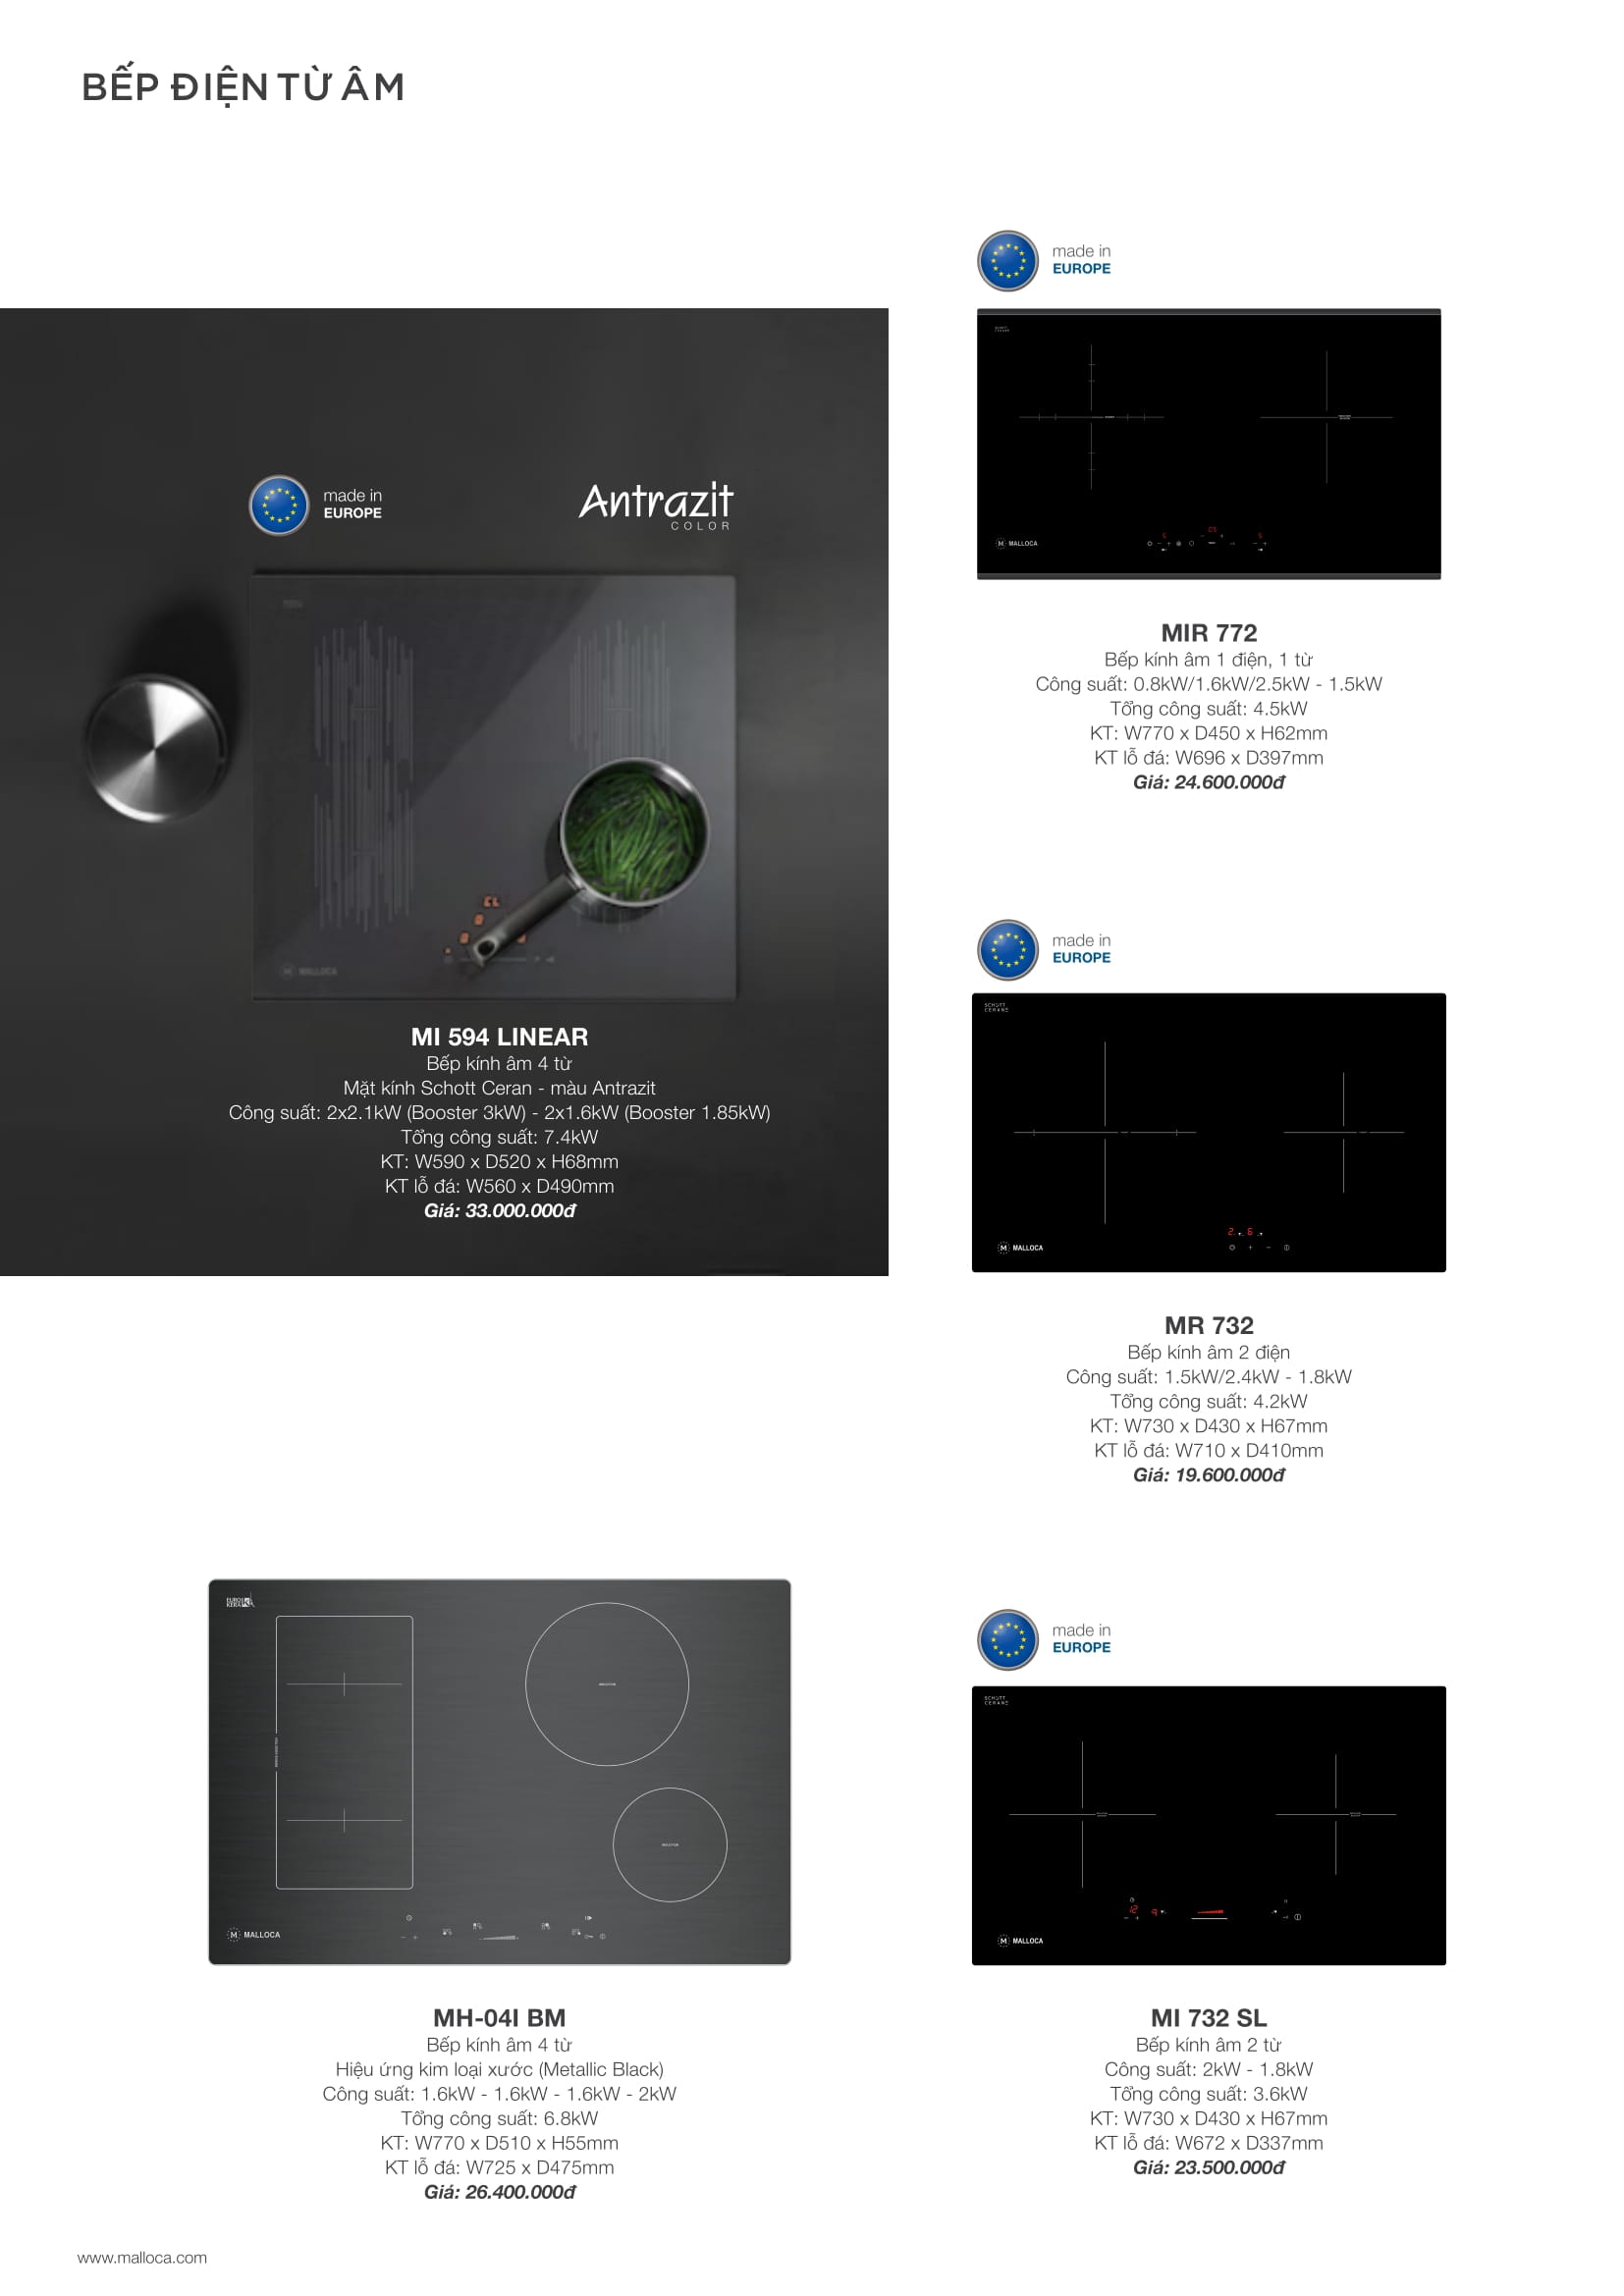 BẾP ĐIỆN TỪ ÂM
made in
EUROPE
Antrazit
COLOR
MALLOCA
MI 594 LINEAR
Bếp kính âm 4 từ
Mặt kính Schott Ceran - màu Antrazit
Công suất: 2x2.1kW (Booster 3kW) - 2x1.6kW (Booster 1.85kW)
Tổng công suất: 7.4kW
KT: W590 x D520 x H68mm
KT lỗ đá: W560 x D490mm
Giá: 33.000.000đ
made in
EUROPE
M MALLOCA
MIR 772
Bếp kính âm 1 điện, 1 từ
Công suất: 0.8kW/1.6kW/2.5kW - 1.5kW
Tổng công suất: 4.5kW
KT: W770 x D450 x H62mm
KT lỗ đá: W696 x D397mm
Giá: 24.600.000đ
made in
EUROPE
SCHOTT
CERAN
2. 6
M MALLOCA
MR 732
Bếp kính âm 2 điện
Công suất: 1.5kW/2.4kW - 1.8kW
Tổng công suất: 4.2kW
KT: W730 x D430 x H67mm
KT lỗ đá: W710 x D410mm
Giá: 19.600.000đ
EURO
KERA
M MALLOCA
MH-04I BM
Bếp kính âm 4 từ
Hiệu ứng kim loại xước (Metallic Black)
Công suất: 1.6kW - 1.6kW - 1.6kW - 2kW
Tổng công suất: 6.8kW
KT: W770 x D510 x H55mm
KT lỗ đá: W725 x D475mm
Giá: 26.400.000đ
made in
EUROPE
SCHOTT
CERAN
12 9
M MALLOCA
MI 732 SL
Bếp kính âm 2 từ
Công suất: 2kW - 1.8kW
Tổng công suất: 3.6kW
KT: W730 x D430 x H67mm
KT lỗ đá: W672 x D337mm
Giá: 23.500.000đ
www.malloca.com